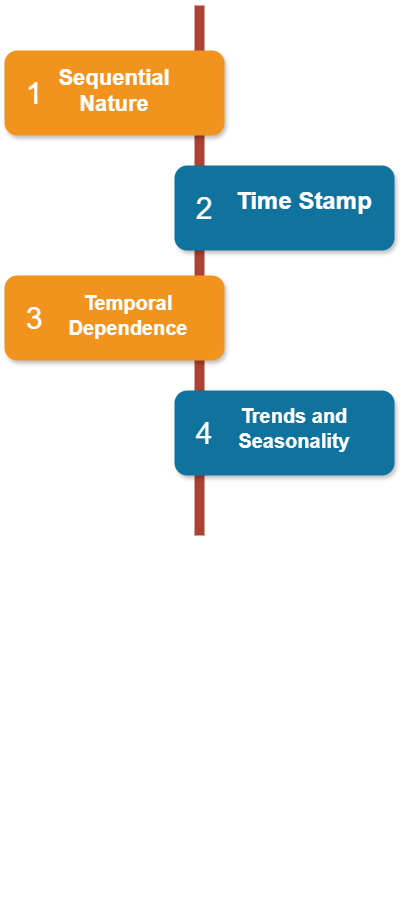 1
Sequential
Nature
2
Time Stamp
3
Temporal
Dependence
4
Trends and
Seasonality